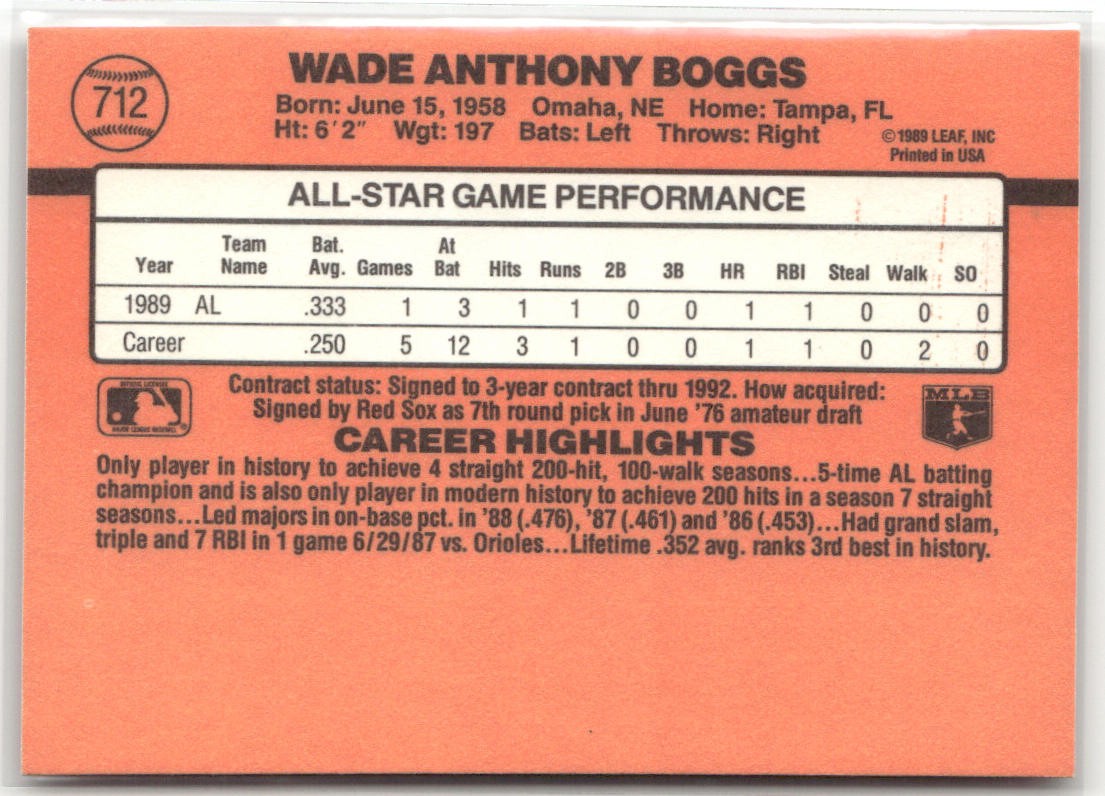 712
WADE ANTHONY BOGGS
Born: June 15, 1958 Omaha, NE Home: Tampa, FL
Ht: 6'2" Wgt: 197 Bats: Left Throws: Right
©1989 LEAF, INC
Printed in USA
ALL-STAR GAME PERFORMANCE
Year Team Name Bat. Avg. Games At Bat Hits Runs 2B 3B HR RBI Steal Walk SO
1989 AL .333 1 3 1 1 0 0 1 1 0 0 0
Career .250 5 12 3 1 0 0 1 1 0 2 0
OFFICIAL LICENSEE
MAJOR LEAGUE BASEBALL
Contract status: Signed to 3-year contract thru 1992. How acquired:
Signed by Red Sox as 7th round pick in June '76 amateur draft
MLB
CAREER HIGHLIGHTS
Only player in history to achieve 4 straight 200-hit, 100-walk seasons...5-time AL batting
champion and is also only player in modern history to achieve 200 hits in a season 7 straight
seasons...Led majors in on-base pct. in '88 (.476), '87 (.461) and '86 (.453)...Had grand slam,
triple and 7 RBI in 1 game 6/29/87 vs. Orioles...Lifetime .352 avg. ranks 3rd best in history.